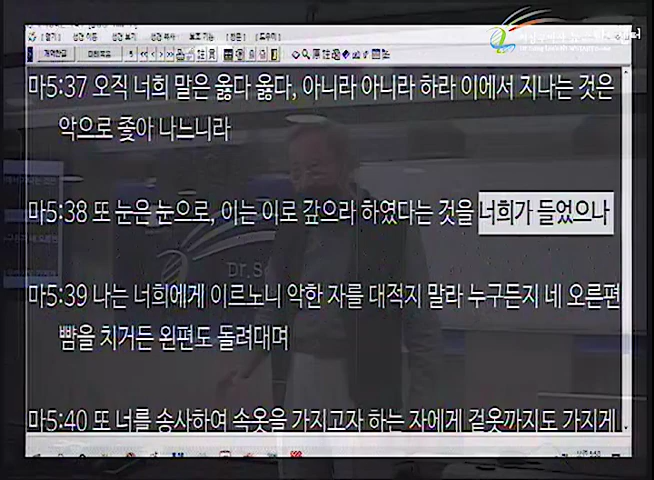 개역한글
마5:37 오직 너희 말은 옳다 옳다, 아니라 아니라 하라 이에서 지나는 것은
악으로 좇아 나느니라
마5:38 또 눈은 눈으로, 이는 이로 갚으라 하였다는 것을 너희가 들었으나
마5:39 나는 너희에게 이르노니 악한 자를 대적지 말라 누구든지 네 오른편
뺨을 치거든 왼편도 돌려대며
Dr.S
마5:40 또 너를 송사하여 속옷을 가지고자 하는 자에게 겉옷까지도 가지게